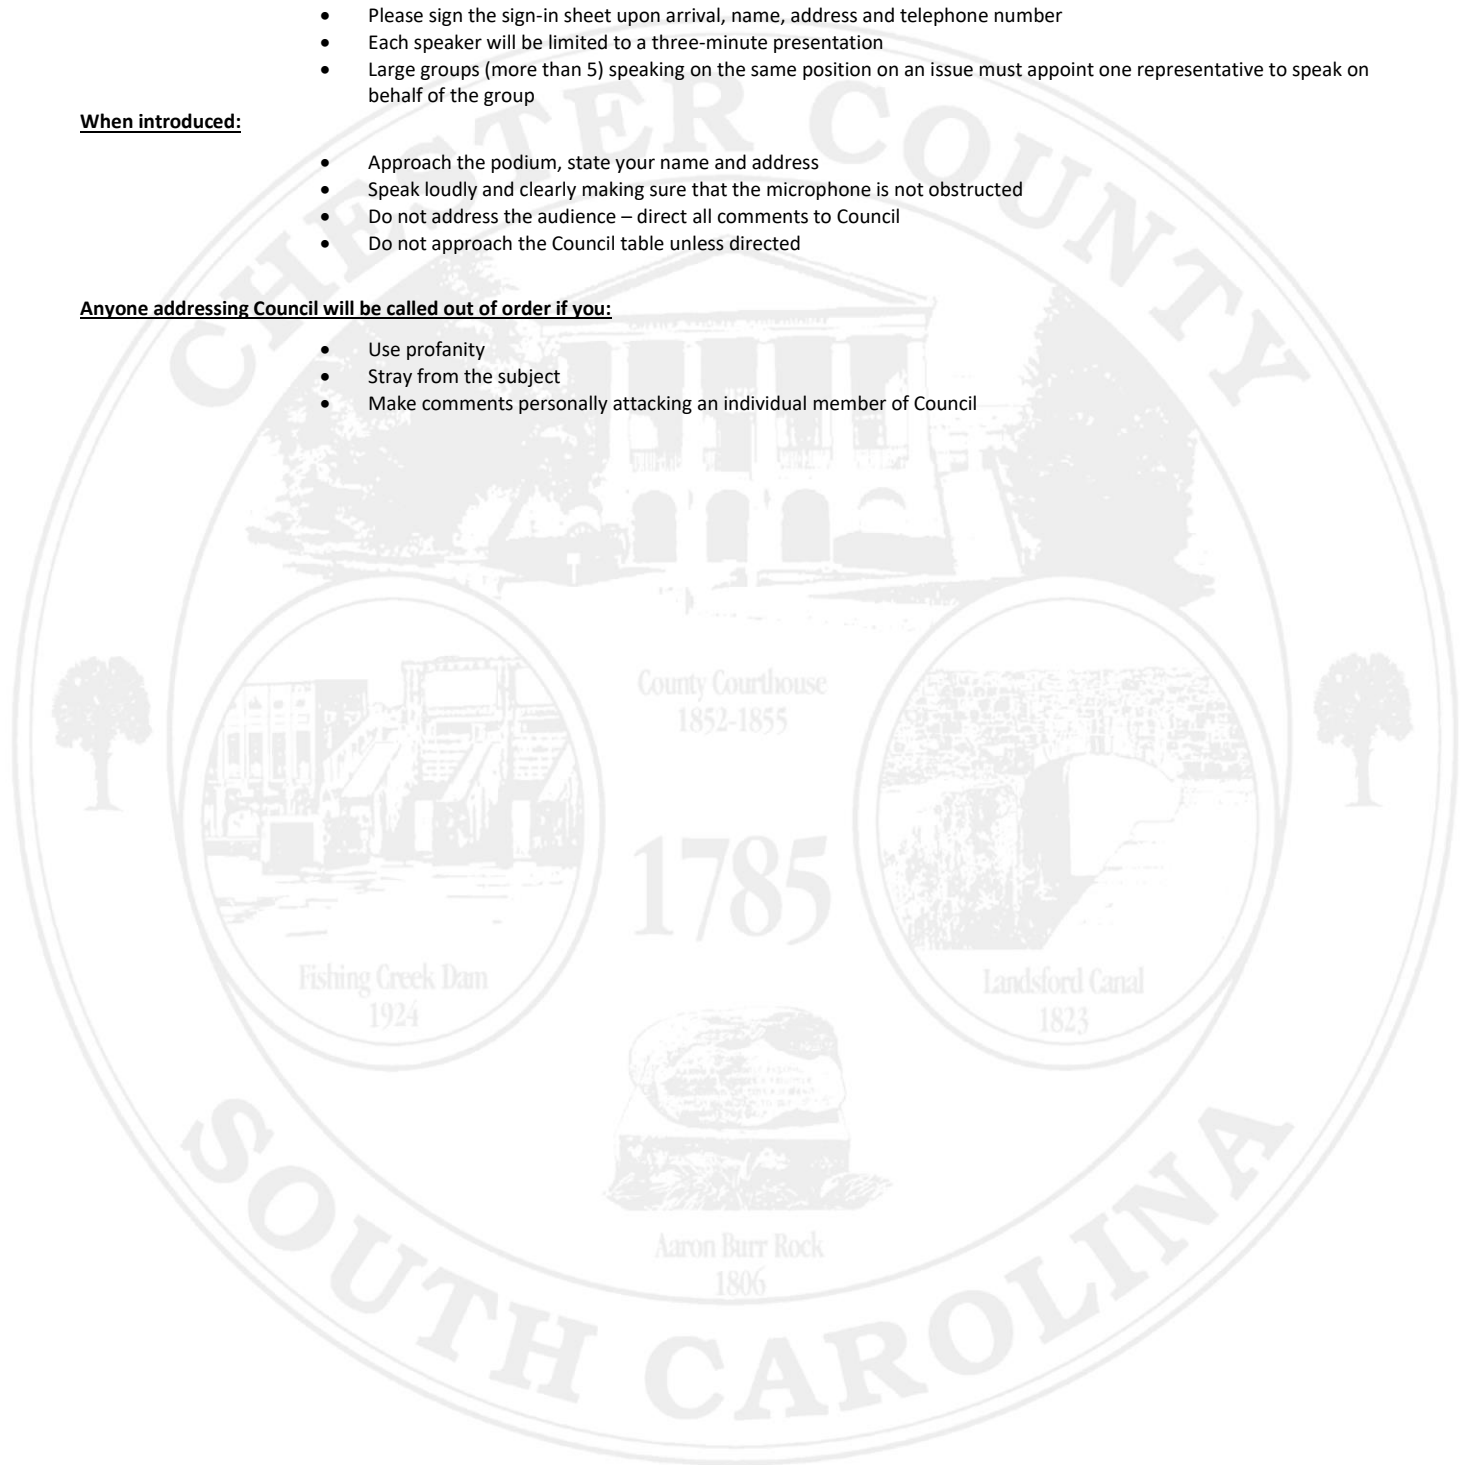 • Please sign the sign-in sheet upon arrival, name, address and telephone number
• Each speaker will be limited to a three-minute presentation
• Large groups (more than 5) speaking on the same position on an issue must appoint one representative to speak on
behalf of the group
When introduced:
• Approach the podium, state your name and address
• Speak loudly and clearly making sure that the microphone is not obstructed
• Do not address the audience – direct all comments to Council
• Do not approach the Council table unless directed
Anyone addressing Council will be called out of order if you:
• Use profanity
• Stray from the subject
• Make comments personally attacking an individual member of Council
CHESTER COUNTY
County Courthouse
1852-1855
1785
Fishing Creek Dam
1924
Landsford Canal
1823
Aaron Burr Rock
1806
SOUTH CAROLINA